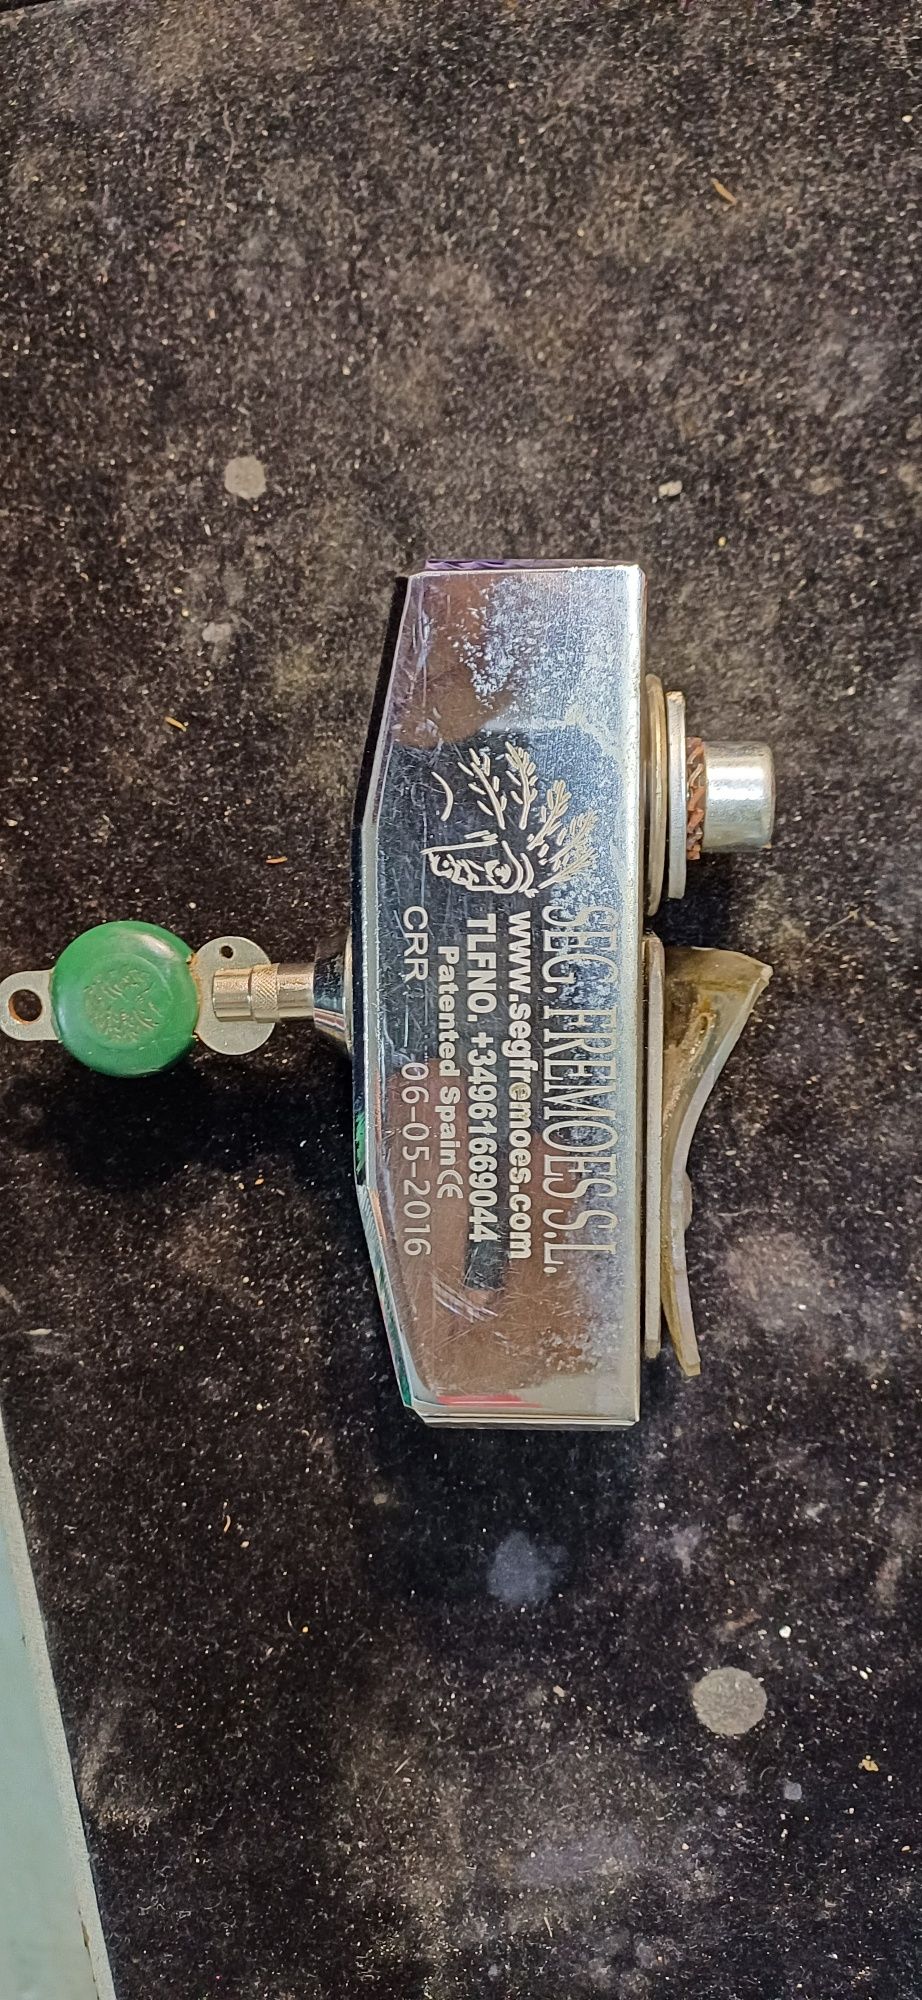 SEG. FREMOES S.L.
www.segfremoes.com
TLFNO. +34961669044
Patented Spain CE
CRR - 06-05-2016